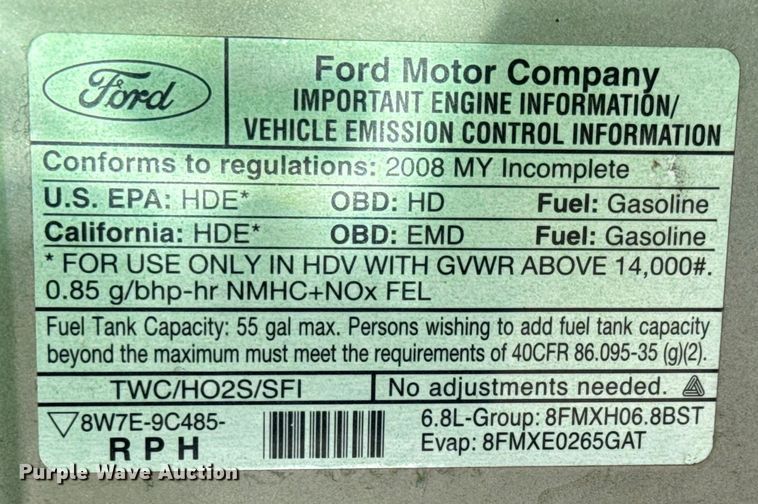 Ford
Ford Motor Company
IMPORTANT ENGINE INFORMATION/
VEHICLE EMISSION CONTROL INFORMATION
Conforms to regulations: 2008 MY Incomplete
U.S. EPA: HDE* OBD: HD Fuel: Gasoline
California: HDE* OBD: EMD Fuel: Gasoline
* FOR USE ONLY IN HDV WITH GVWR ABOVE 14,000#.
0.85 g/bhp-hr NMHC+NOx FEL
Fuel Tank Capacity: 55 gal max. Persons wishing to add fuel tank capacity
beyond the maximum must meet the requirements of 40CFR 86.095-35 (g)(2).
TWC/HO2S/SFI No adjustments needed.
8W7E-9C485- 6.8L-Group: 8FMXH06.8BST
RPH Evap: 8FMXE0265GAT
Purple Wave Auction